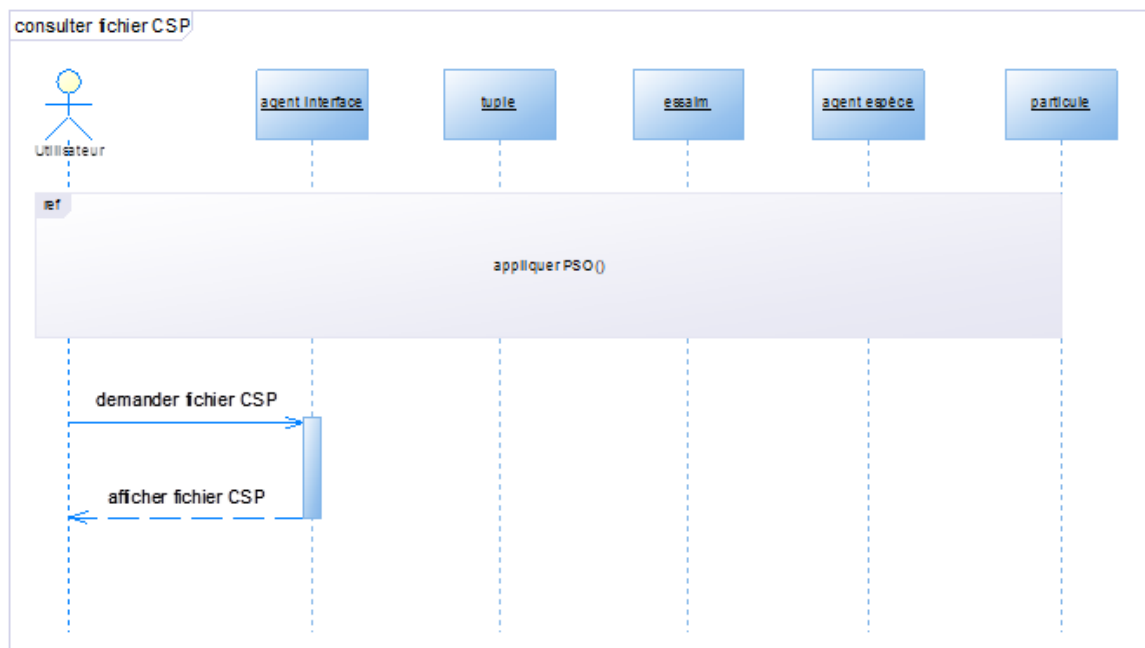 consulter fichier CSP
Utilisateur
agent interface
tuple
essaim
agent espèce
particule
ref
appliquer PSO()
demander fichier CSP
afficher fichier CSP